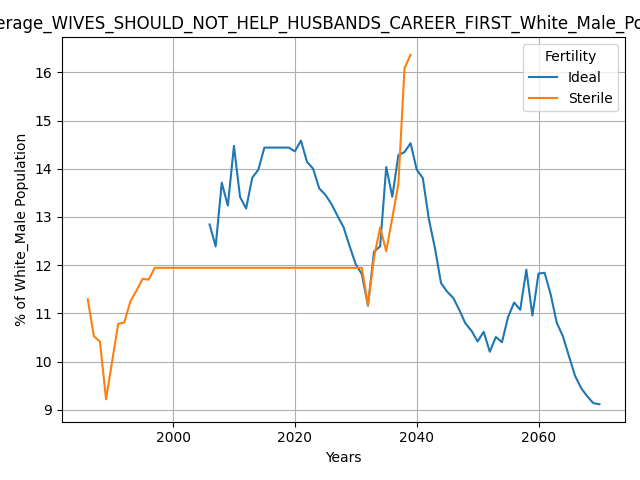 erage_WIVES_SHOULD_NOT_HELP_HUSBANDS_CAREER_FIRST_White_Male_Po
Fertility
Ideal
Sterile
% of White_Male Population
16
15
14
13
12
11
10
9
2000 2020 2040 2060
Years